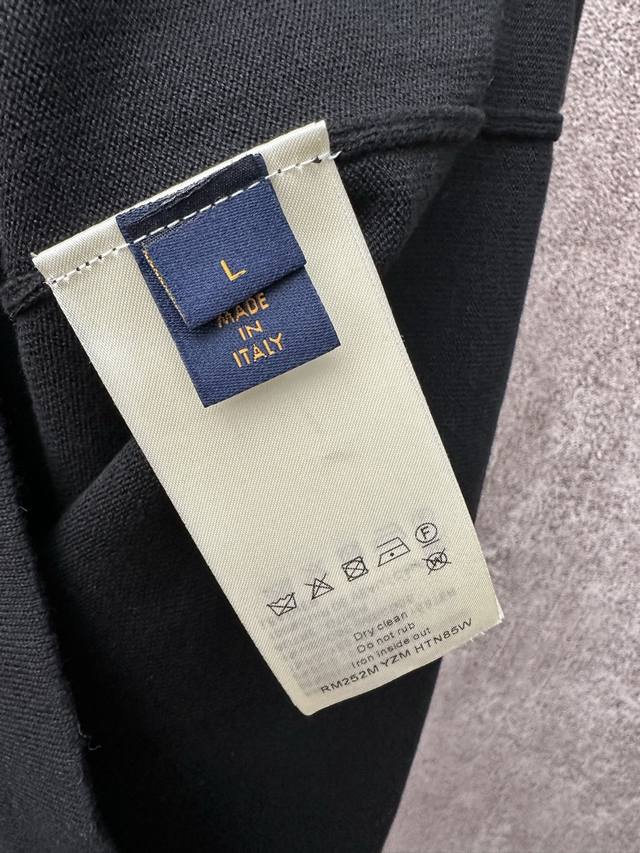 L
MADE
IN
ITALY
F
W
Dry clean
Do not rub
Iron inside out
RM252M YZM HTN85W